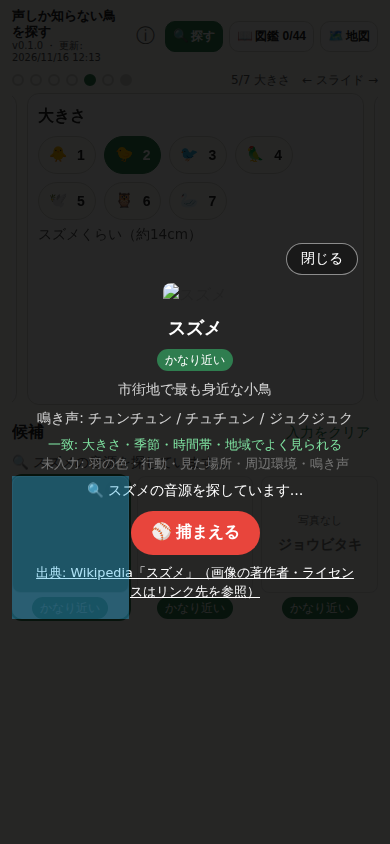 声しか知らない鳥
を探す
v0.1.0 · 更新:
2026/11/16 12:13
ⓘ
🔍 探す
📖 図鑑 0/44
🗺️ 地図
5/7 大きさ ← スライド →
大きさ
🐥 1
🐤 2
🐦 3
🦜 4
🕊️ 5
🦉 6
🦢 7
スズメくらい（約14cm）
閉じる
スズメ
かなり近い
市街地で最も身近な小鳥
鳴き声: チュンチュン / チュチュン / ジュクジュク
候補
入力をクリア
一致: 大きさ・季節・時間帯・地域でよく見られる
未入力: 羽の色・行動・見た場所・周辺環境・鳴き声
🔍 スズメの音源を探しています…
⚾ 捕まえる
写真なし
ジョウビタキ
出典: Wikipedia「スズメ」（画像の著作者・ライセン
スはリンク先を参照）
かなり近い
かなり近い
かなり近い